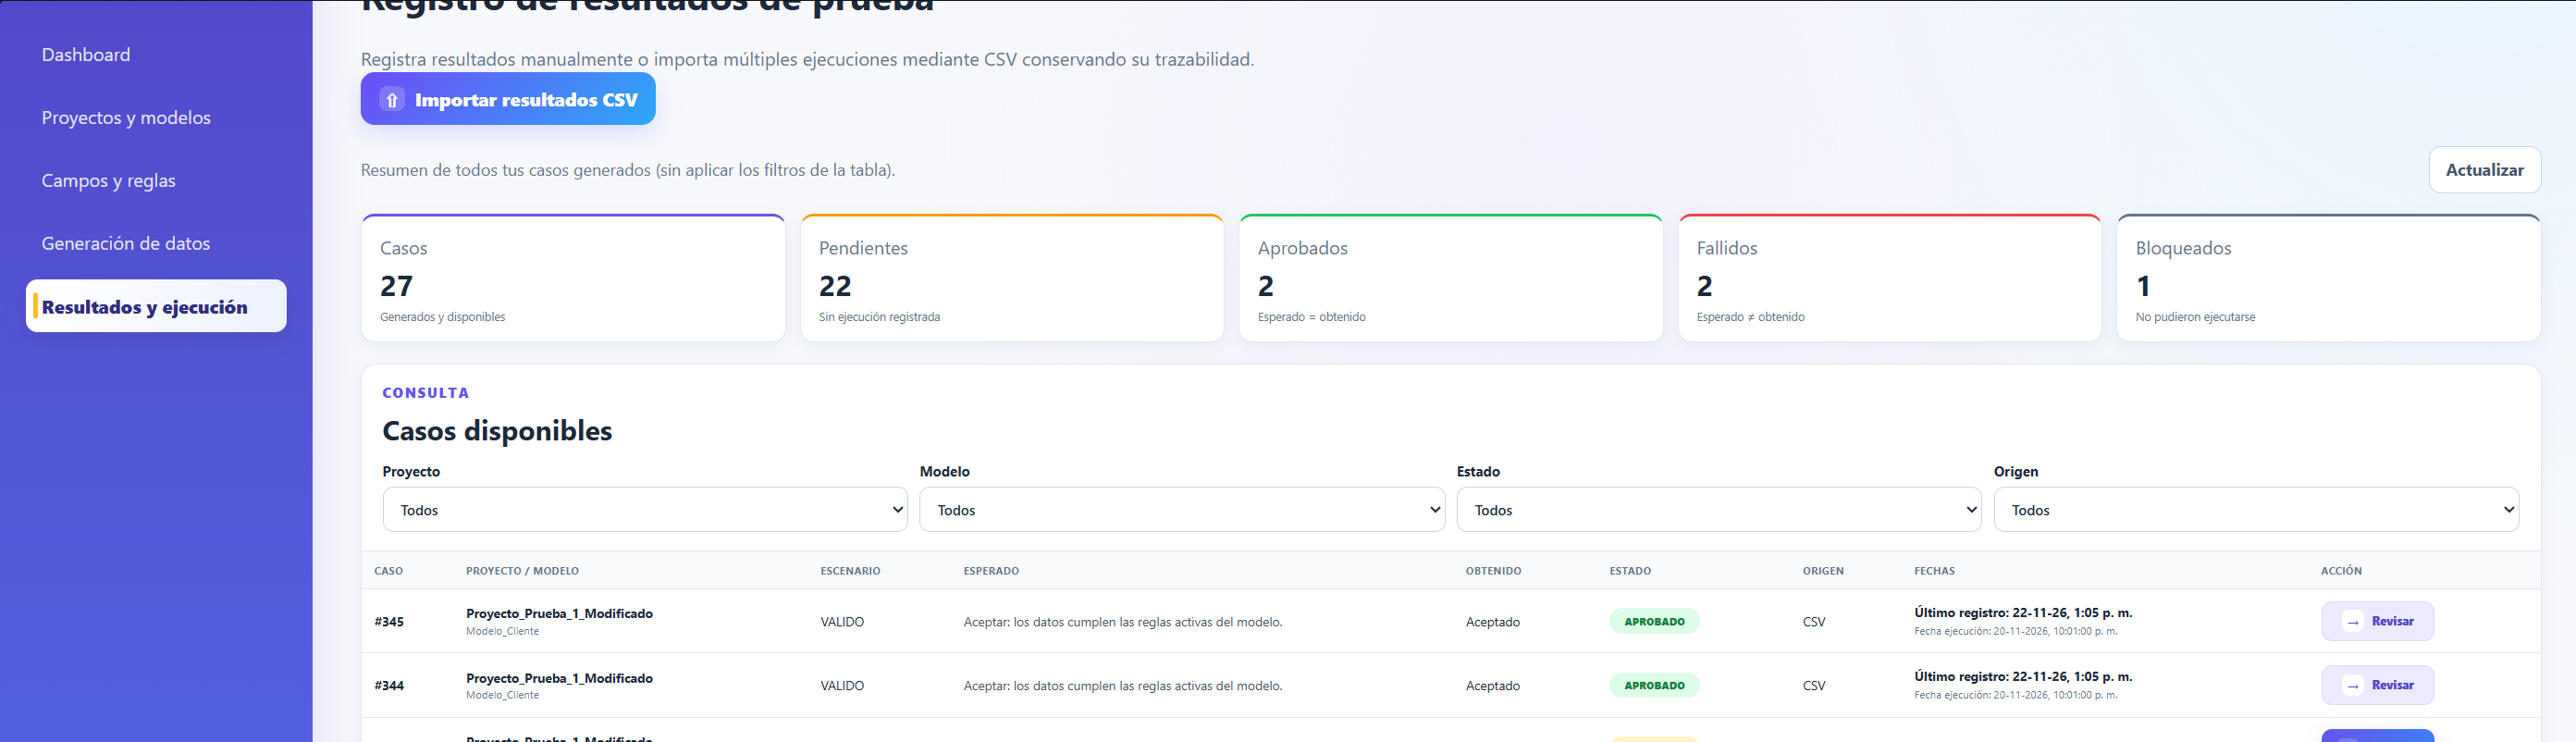 Registro de resultados de prueba
Dashboard
Proyectos y modelos
Campos y reglas
Generación de datos
Resultados y ejecución
Registra resultados manualmente o importa múltiples ejecuciones mediante CSV conservando su trazabilidad.
⇧ Importar resultados CSV
Resumen de todos tus casos generados (sin aplicar los filtros de la tabla).
Actualizar
Casos
27
Generados y disponibles
Pendientes
22
Sin ejecución registrada
Aprobados
2
Esperado = obtenido
Fallidos
2
Esperado ≠ obtenido
Bloqueados
1
No pudieron ejecutarse
CONSULTA
Casos disponibles
Proyecto Modelo Estado Origen
Todos Todos Todos Todos
CASO PROYECTO / MODELO ESCENARIO ESPERADO OBTENIDO ESTADO ORIGEN FECHAS ACCIÓN
#345 Proyecto_Prueba_1_Modificado VALIDO Aceptar: los datos cumplen las reglas activas del modelo. Aceptado APROBADO CSV Último registro: 22-11-26, 1:05 p. m. → Revisar
Modelo_Cliente Fecha ejecución: 20-11-2026, 10:01:00 p. m.
#344 Proyecto_Prueba_1_Modificado VALIDO Aceptar: los datos cumplen las reglas activas del modelo. Aceptado APROBADO CSV Último registro: 22-11-26, 1:05 p. m. → Revisar
Modelo_Cliente Fecha ejecución: 20-11-2026, 10:01:00 p. m.
Proyecto_Prueba_1_Modificado